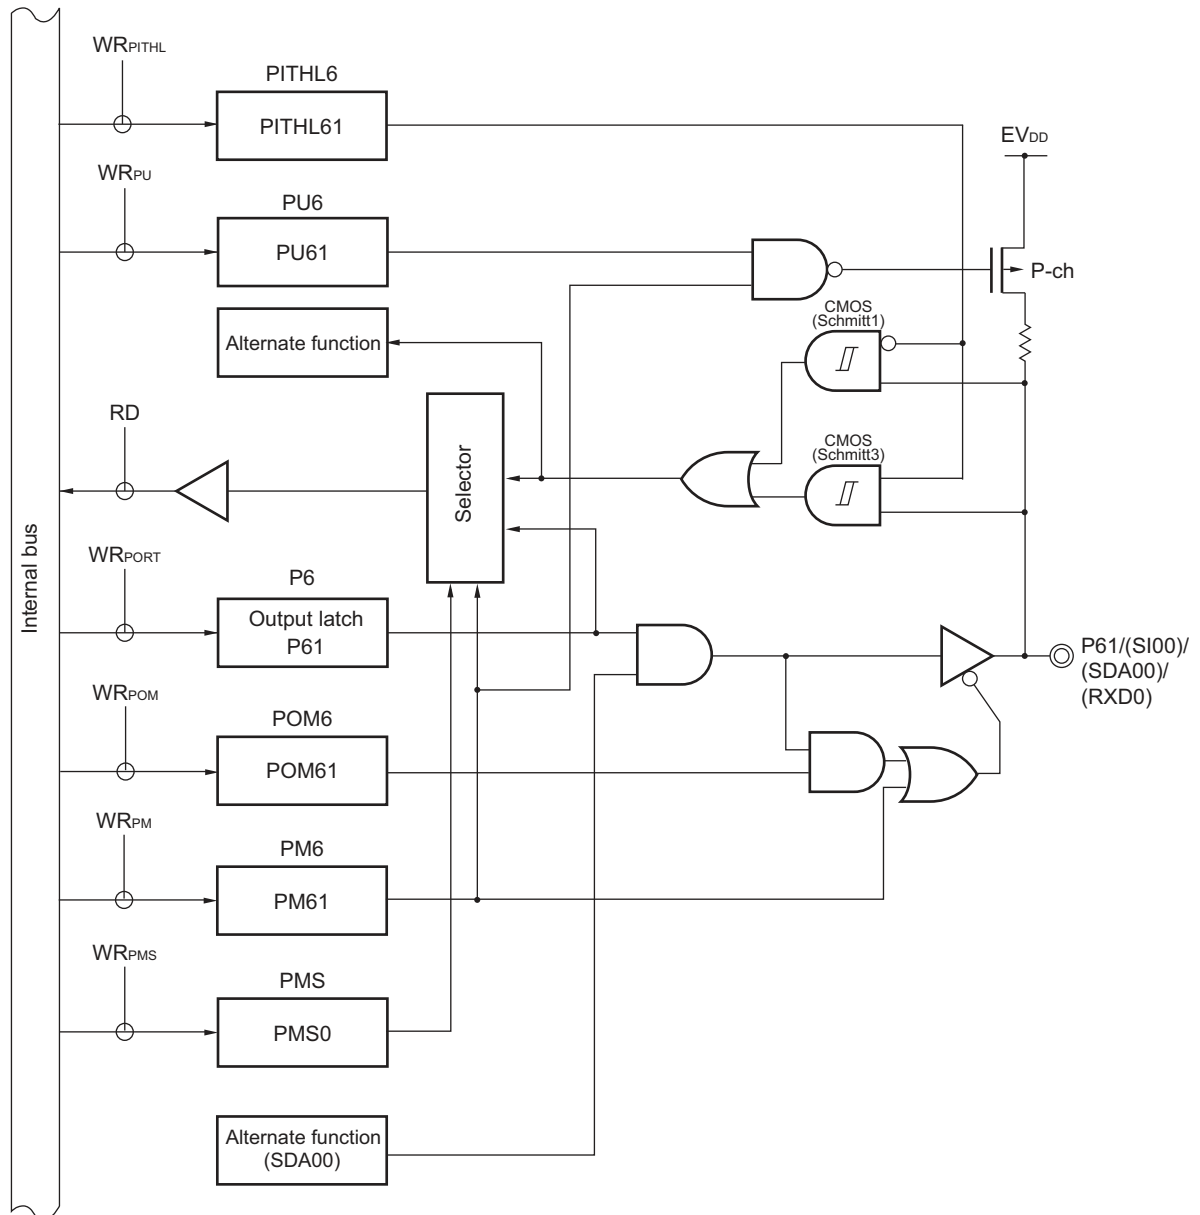 WRPITHL
PITHL6
PITHL61
EVDD
WRPU
PU6
PU61
P-ch
CMOS
(Schmitt1)
Alternate function
RD
CMOS
(Schmitt3)
Selector
Internal bus
WRPORT
P6
Output latch
P61
P61/(SI00)/
(SDA00)/
(RXD0)
WRPOM
POM6
POM61
WRPM
PM6
PM61
WRPMS
PMS
PMS0
Alternate function
(SDA00)